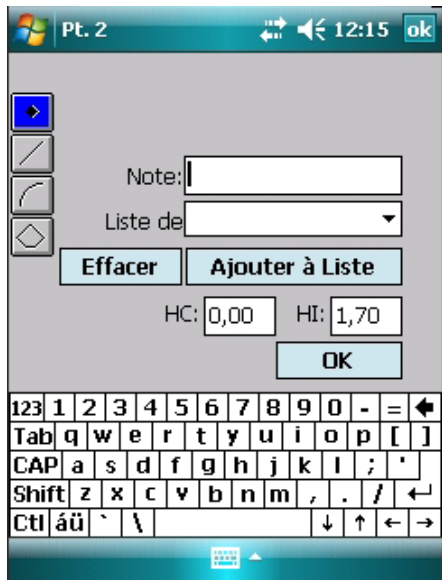 Pt. 2 12:15 ok
Note:
Liste de
Effacer Ajouter à Liste
HC: 0,00 HI: 1,70
OK
123 1 2 3 4 5 6 7 8 9 0 - =
Tab q w e r t y u i o p [ ]
CAP a s d f g h j k l ; '
Shift z x c v b n m , . /
Ctl áü ` \